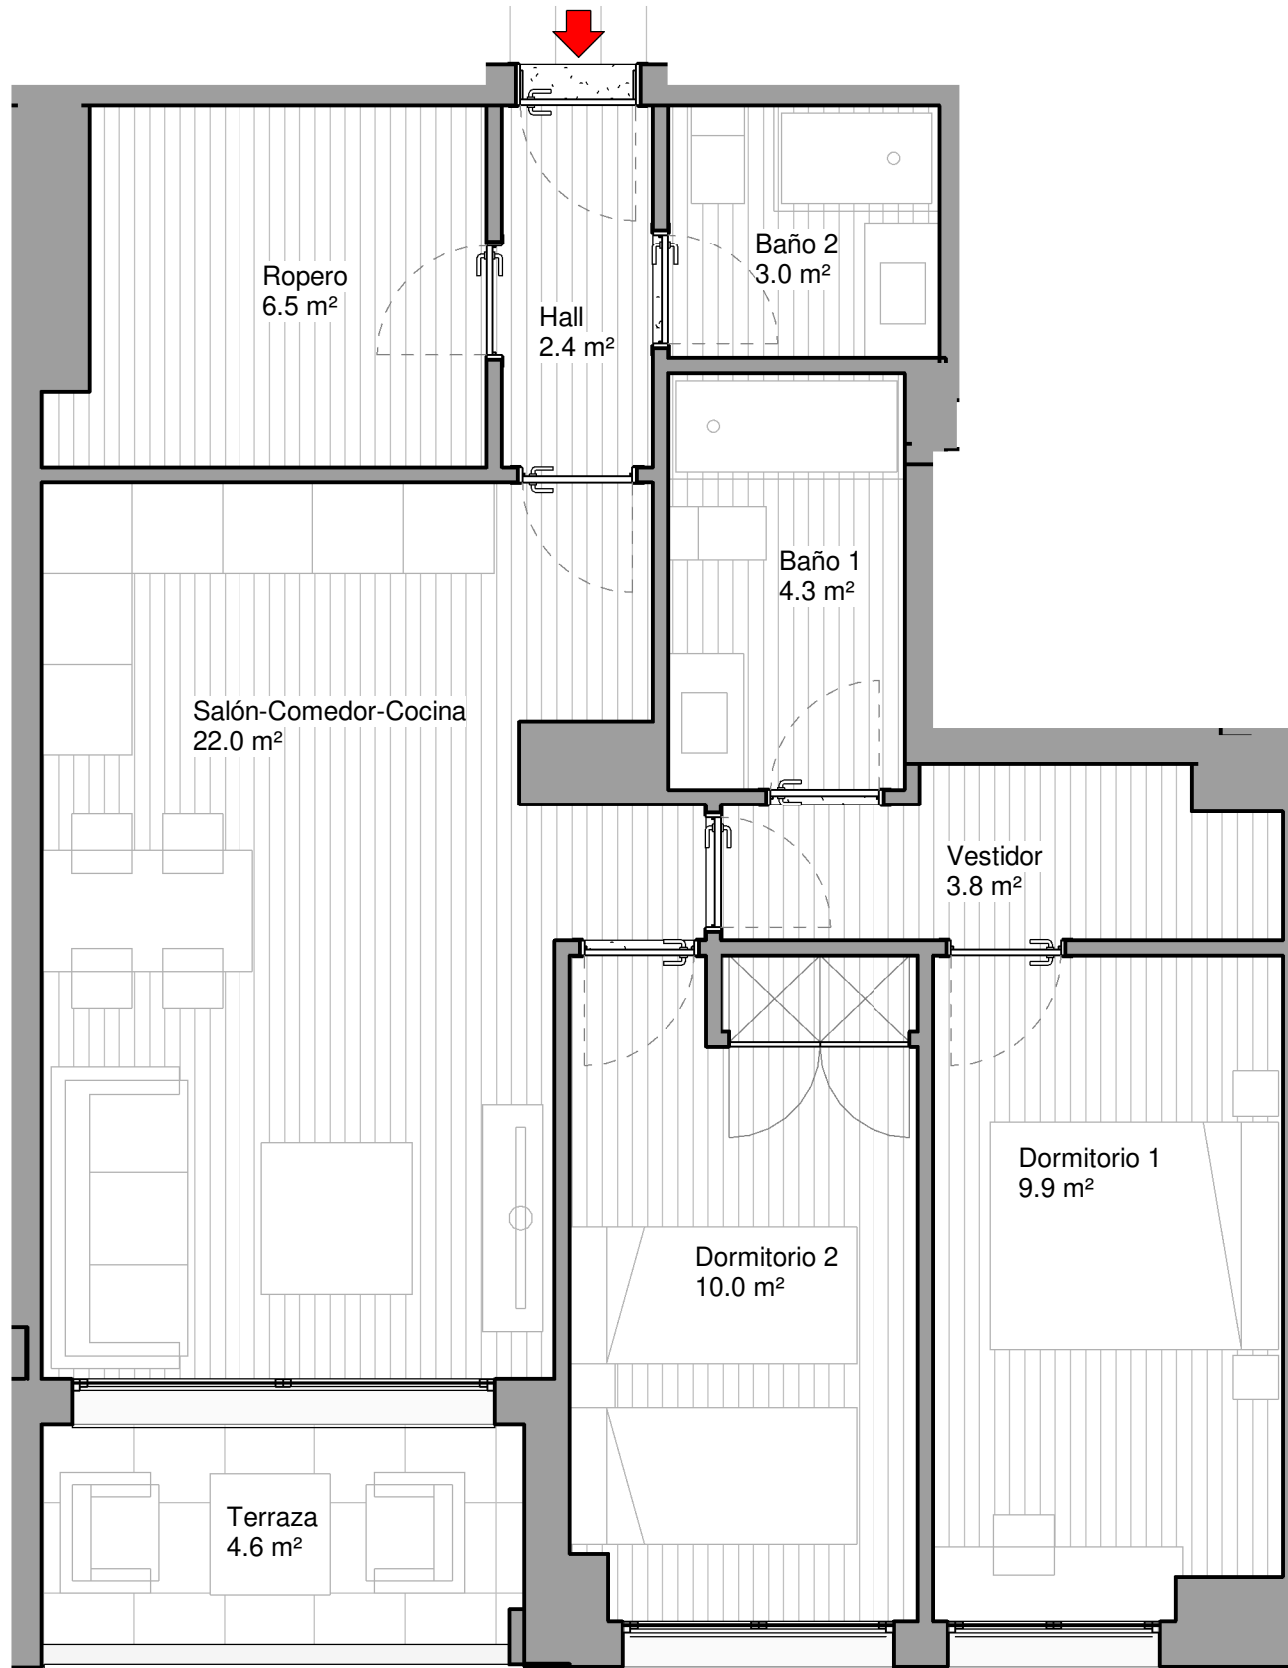 Baño 2
3.0 m²
Ropero
6.5 m²
Hall
2.4 m²
Baño 1
4.3 m²
Salón-Comedor-Cocina
22.0 m²
Vestidor
3.8 m²
Dormitorio 1
9.9 m²
Dormitorio 2
10.0 m²
Terraza
4.6 m²